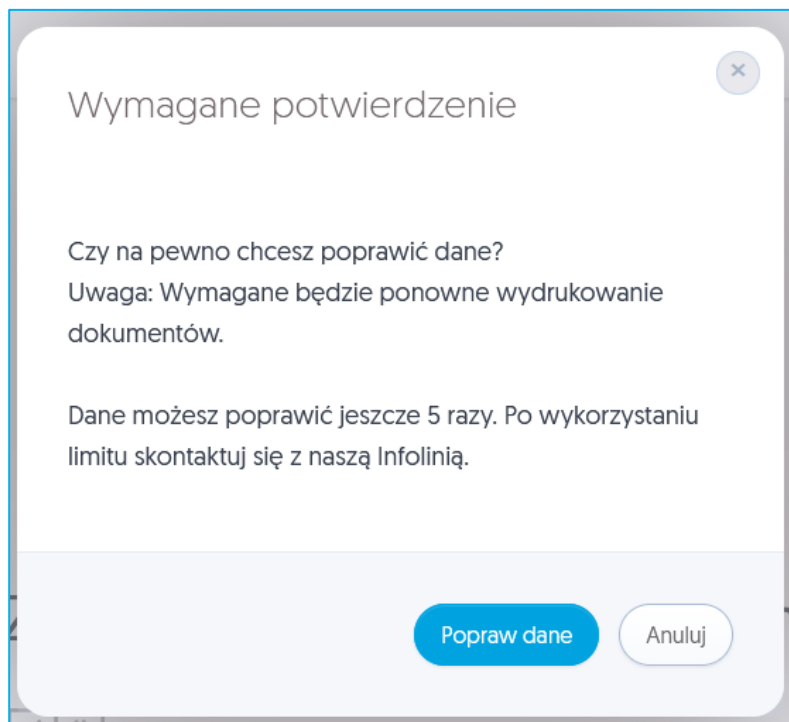 Wymagane potwierdzenie
Czy na pewno chcesz poprawić dane?
Uwaga: Wymagane będzie ponowne wydrukowanie
dokumentów.
Dane możesz poprawić jeszcze 5 razy. Po wykorzystaniu
limitu skontaktuj się z naszą Infolinią.
Popraw dane
Anuluj